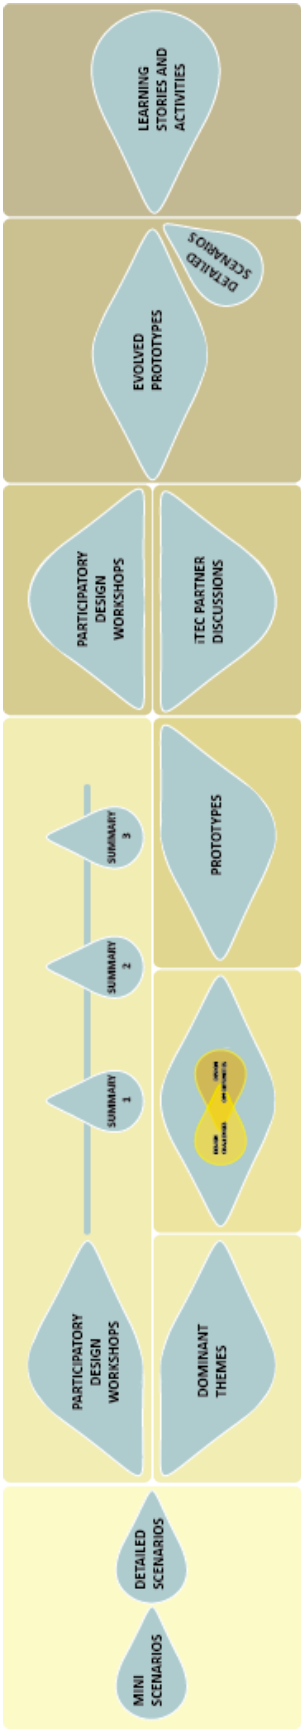 MINI
SCENARIOS
DETAILED
SCENARIOS
PARTICIPATORY
DESIGN
WORKSHOPS
SUMMARY
1
SUMMARY
2
SUMMARY
3
DOMINANT
THEMES
PROTOTYPES
PARTICIPATORY
DESIGN
WORKSHOPS
iTEC PARTNER
DISCUSSIONS
EVOLVED
PROTOTYPES
DETAILED
SCENARIOS
LEARNING
STORIES AND
ACTIVITIES